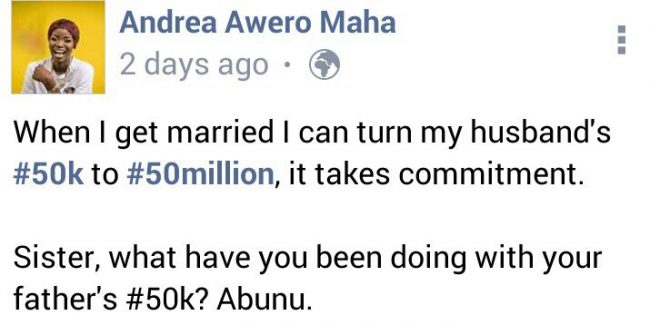 Andrea Awero Maha
2 days ago ·
When I get married I can turn my husband's
#50k to #50million, it takes commitment.
Sister, what have you been doing with your
father's #50k? Abunu.